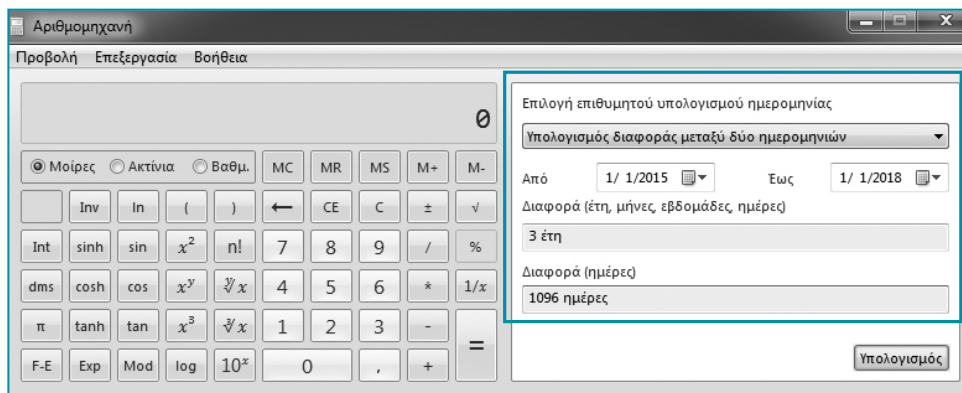 Αριθμομηχανή
Προβολή Επεξεργασία Βοήθεια
0
Μοίρες Ακτίνια Βαθμ. MC MR MS M+ M-
Inv ln ( ) ← CE C ± √
Int sinh sin x² n! 7 8 9 / %
dms cosh cos xʸ ʸ√x 4 5 6 * 1/x
π tanh tan x³ ³√x 1 2 3 - =
F-E Exp Mod log 10ˣ 0 , +
Επιλογή επιθυμητού υπολογισμού ημερομηνίας
Υπολογισμός διαφοράς μεταξύ δύο ημερομηνιών
Από 1/ 1/2015 Έως 1/ 1/2018
Διαφορά (έτη, μήνες, εβδομάδες, ημέρες)
3 έτη
Διαφορά (ημέρες)
1096 ημέρες
Υπολογισμός